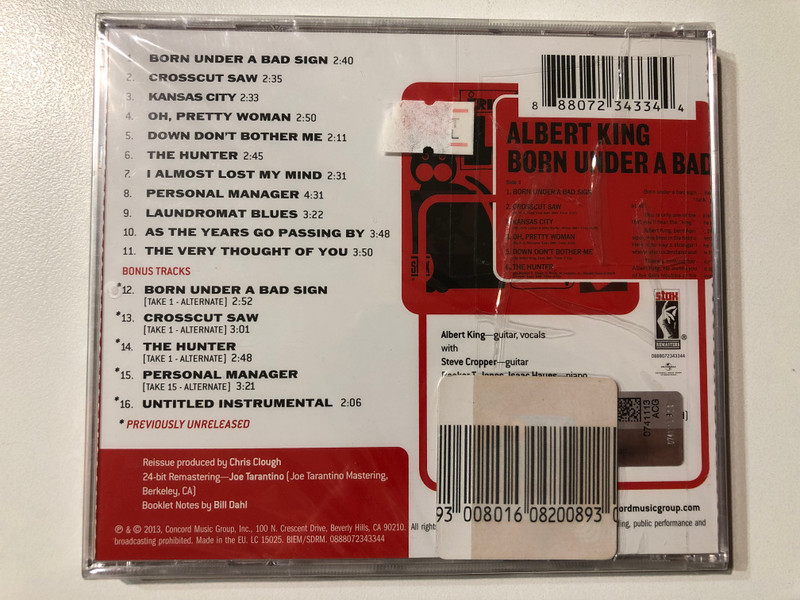 1. BORN UNDER A BAD SIGN 2:40
2. CROSSCUT SAW 2:35
3. KANSAS CITY 2:33
4. OH, PRETTY WOMAN 2:50
5. DOWN DON'T BOTHER ME 2:11
6. THE HUNTER 2:45
7. I ALMOST LOST MY MIND 2:31
8. PERSONAL MANAGER 4:31
9. LAUNDROMAT BLUES 3:22
10. AS THE YEARS GO PASSING BY 3:48
11. THE VERY THOUGHT OF YOU 3:50
BONUS TRACKS
*12. BORN UNDER A BAD SIGN
[TAKE 1 - ALTERNATE] 2:52
*13. CROSSCUT SAW
[TAKE 1 - ALTERNATE] 3:01
*14. THE HUNTER
[TAKE 1 - ALTERNATE] 2:48
*15. PERSONAL MANAGER
[TAKE 15 - ALTERNATE] 3:21
*16. UNTITLED INSTRUMENTAL 2:06
* PREVIOUSLY UNRELEASED
8 88072 34334 4
ALBERT KING
BORN UNDER A BAD
1. BORN UNDER A BAD SIGN
2. CROSSCUT SAW
3. KANSAS CITY
4. OH, PRETTY WOMAN
5. DOWN DON'T BOTHER ME
6. THE HUNTER
stax
REMASTERS
0888072343344
Albert King—guitar, vocals
with
Steve Cropper—guitar
Booker T. Jones, Isaac Hayes—piano
0741113
ACG
93 008016 08200893 0
ordmusicgroup.com
Reissue produced by Chris Clough
24-bit Remastering—Joe Tarantino (Joe Tarantino Mastering,
Berkeley, CA)
Booklet Notes by Bill Dahl
℗ & © 2013, Concord Music Group, Inc., 100 N. Crescent Drive, Beverly Hills, CA 90210. All rights ding, public performance and
broadcasting prohibited. Made in the EU. LC 15025. BIEM/SDRM. 0888072343344